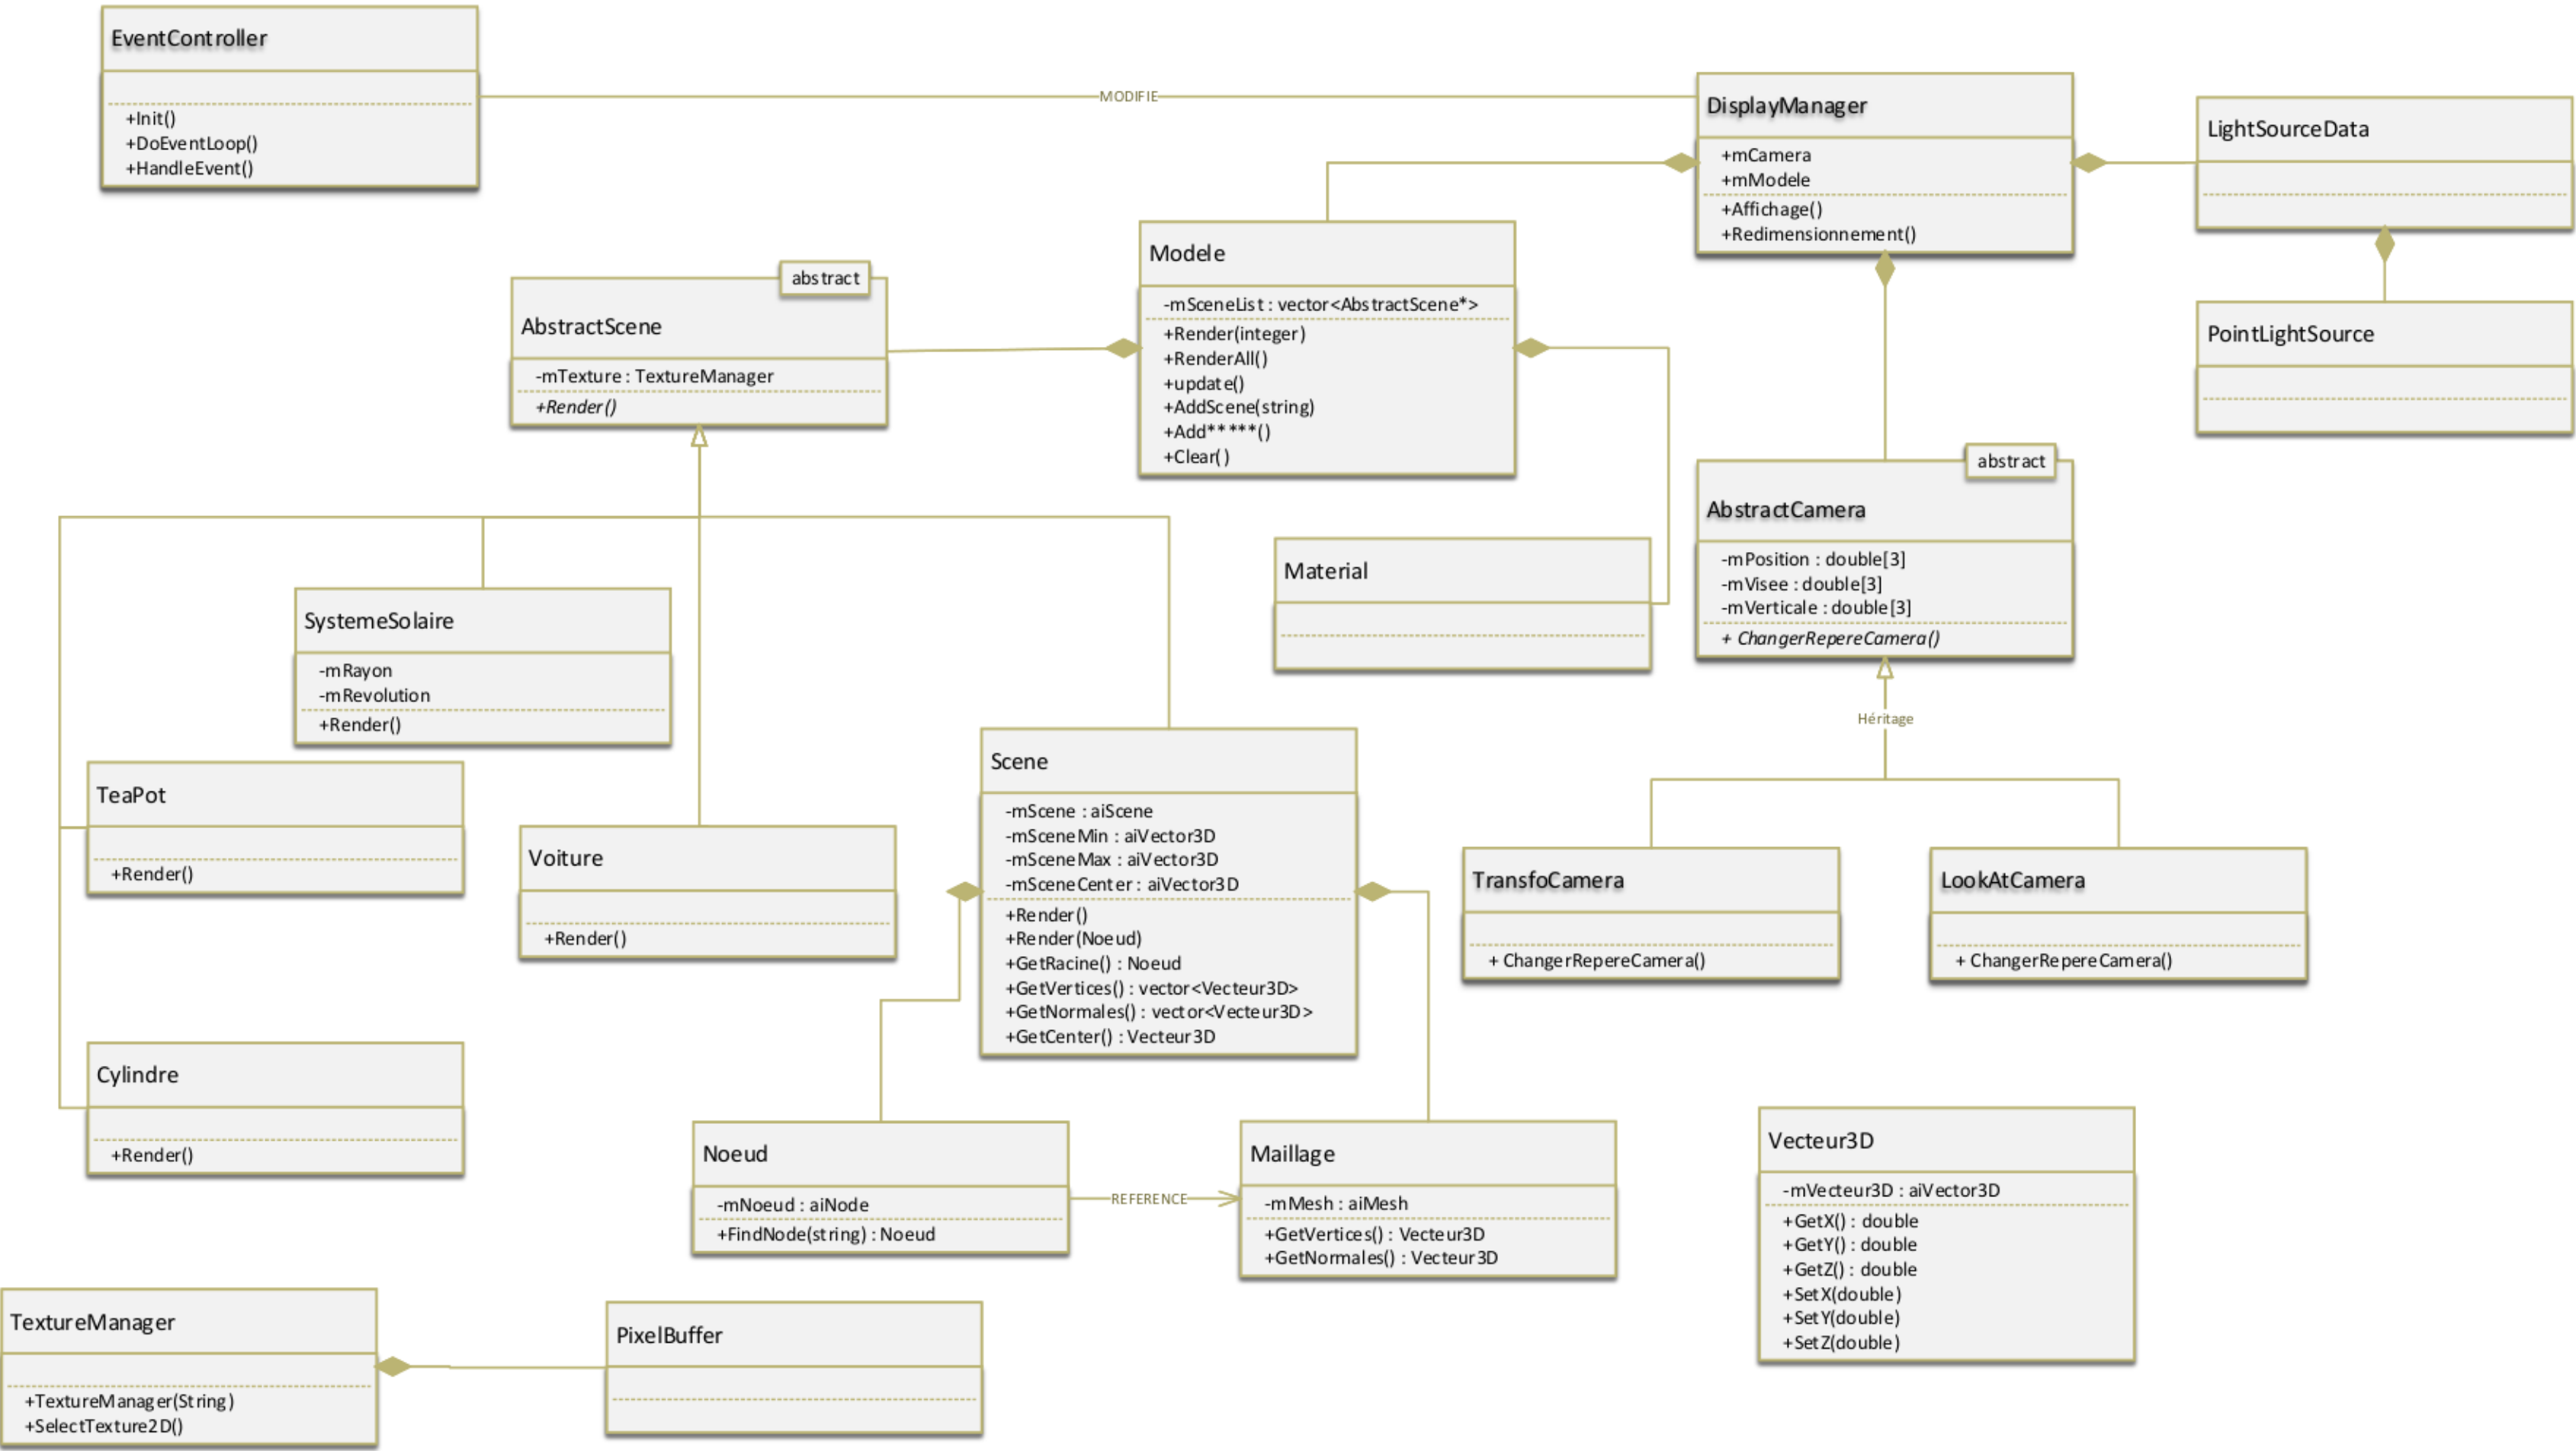 EventController
+Init()
+DoEventLoop()
+HandleEvent()
MODIFIE
DisplayManager
+mCamera
+mModele
+Affichage()
+Redimensionnement()
LightSourceData
PointLightSource
Modele
-mSceneList : vector<AbstractScene*>
+Render(integer)
+RenderAll()
+update()
+AddScene(string)
+Add*****()
+Clear()
abstract
AbstractScene
-mTexture : TextureManager
+Render()
abstract
AbstractCamera
-mPosition : double[3]
-mVisee : double[3]
-mVerticale : double[3]
+ ChangerRepereCamera()
Material
SystemeSolaire
-mRayon
-mRevolution
+Render()
Héritage
TeaPot
+Render()
Voiture
+Render()
Scene
-mScene : aiScene
-mSceneMin : aiVector3D
-mSceneMax : aiVector3D
-mSceneCenter : aiVector3D
+Render()
+Render(Noeud)
+GetRacine() : Noeud
+GetVertices() : vector<Vecteur3D>
+GetNormales() : vector<Vecteur3D>
+GetCenter() : Vecteur3D
TransfoCamera
+ ChangerRepereCamera()
LookAtCamera
+ ChangerRepereCamera()
Cylindre
+Render()
Noeud
-mNoeud : aiNode
+FindNode(string) : Noeud
REFERENCE
Maillage
-mMesh : aiMesh
+GetVertices() : Vecteur3D
+GetNormales() : Vecteur3D
Vecteur3D
-mVecteur3D : aiVector3D
+GetX() : double
+GetY() : double
+GetZ() : double
+SetX(double)
+SetY(double)
+SetZ(double)
TextureManager
+TextureManager(String)
+SelectTexture2D()
PixelBuffer